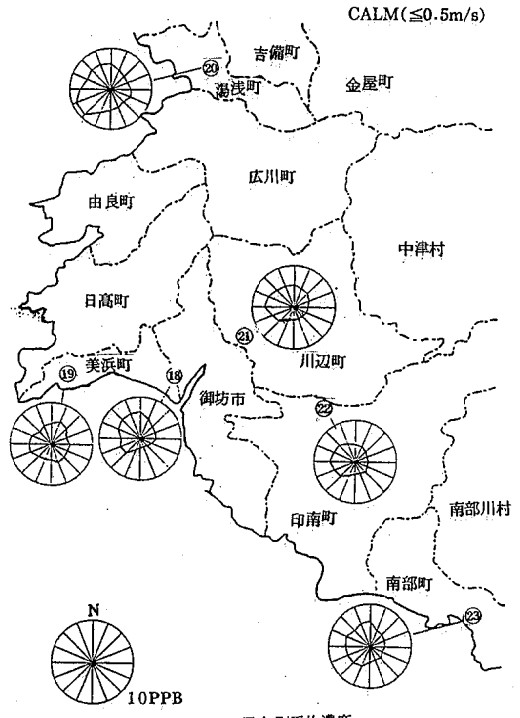 CALM(≦0.5m/s)
吉備町
⑳
湯浅町
金屋町
広川町
由良町
中津村
日高町
㉑
川辺町
美浜町
⑲
⑱
御坊市
㉒
印南町
南部川村
南部町
㉓
N
10PPB